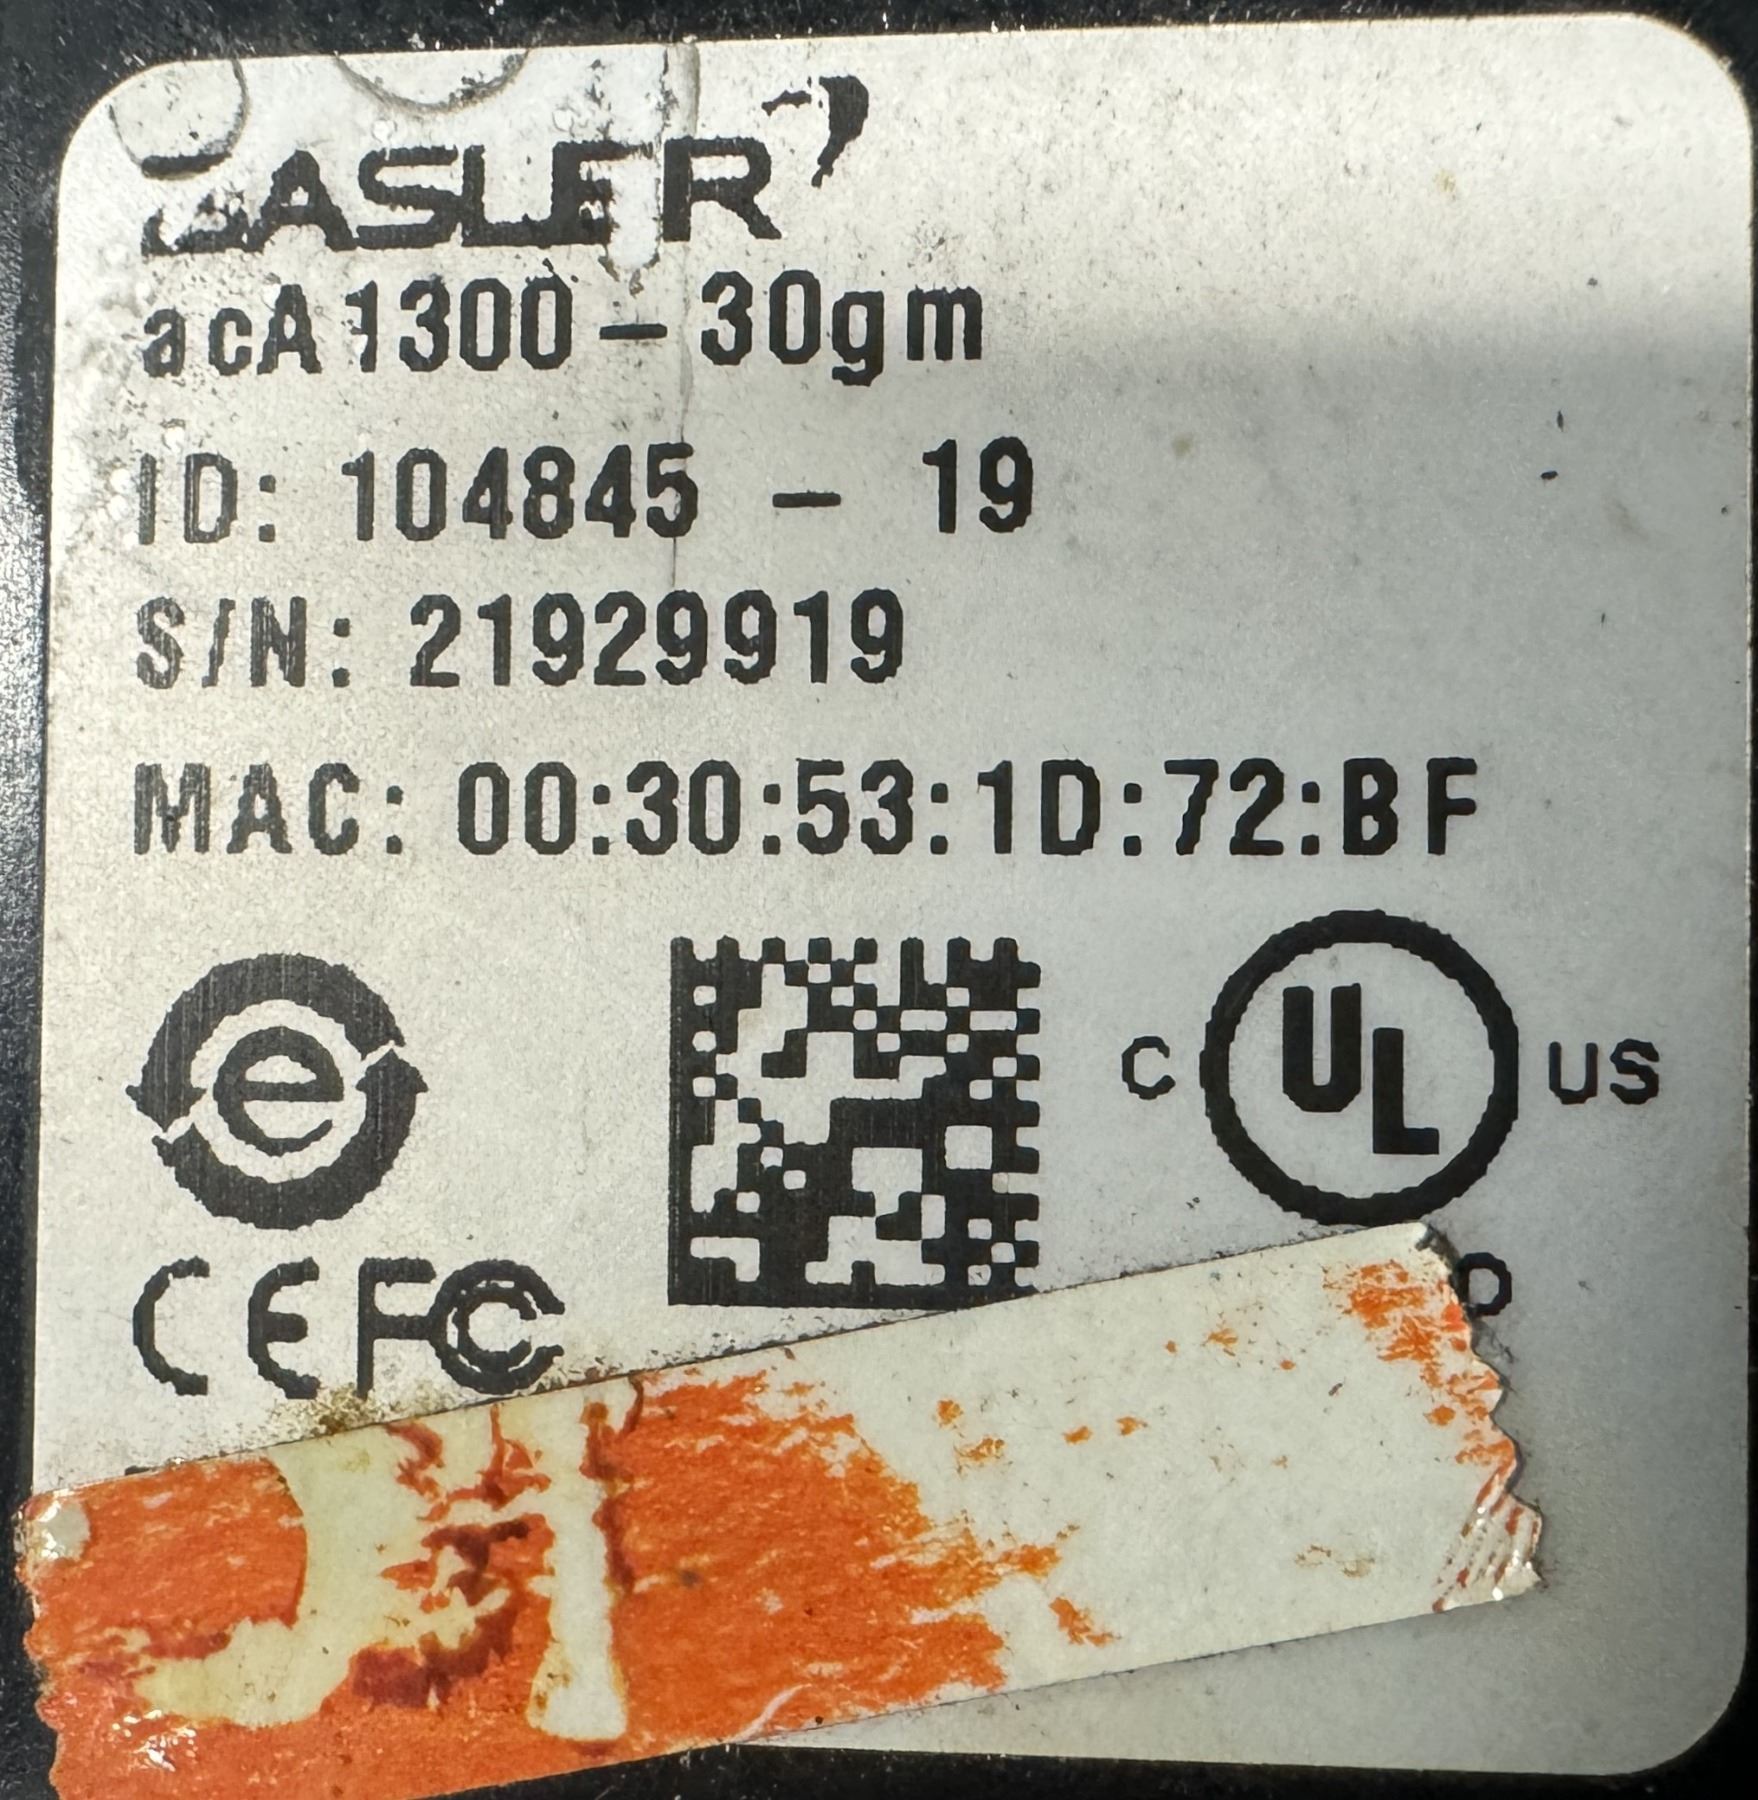 BASLER
acA1300-30gm
ID: 104845 - 19
S/N: 21929919
MAC: 00:30:53:1D:72:BF
e
C UL US
CE FC